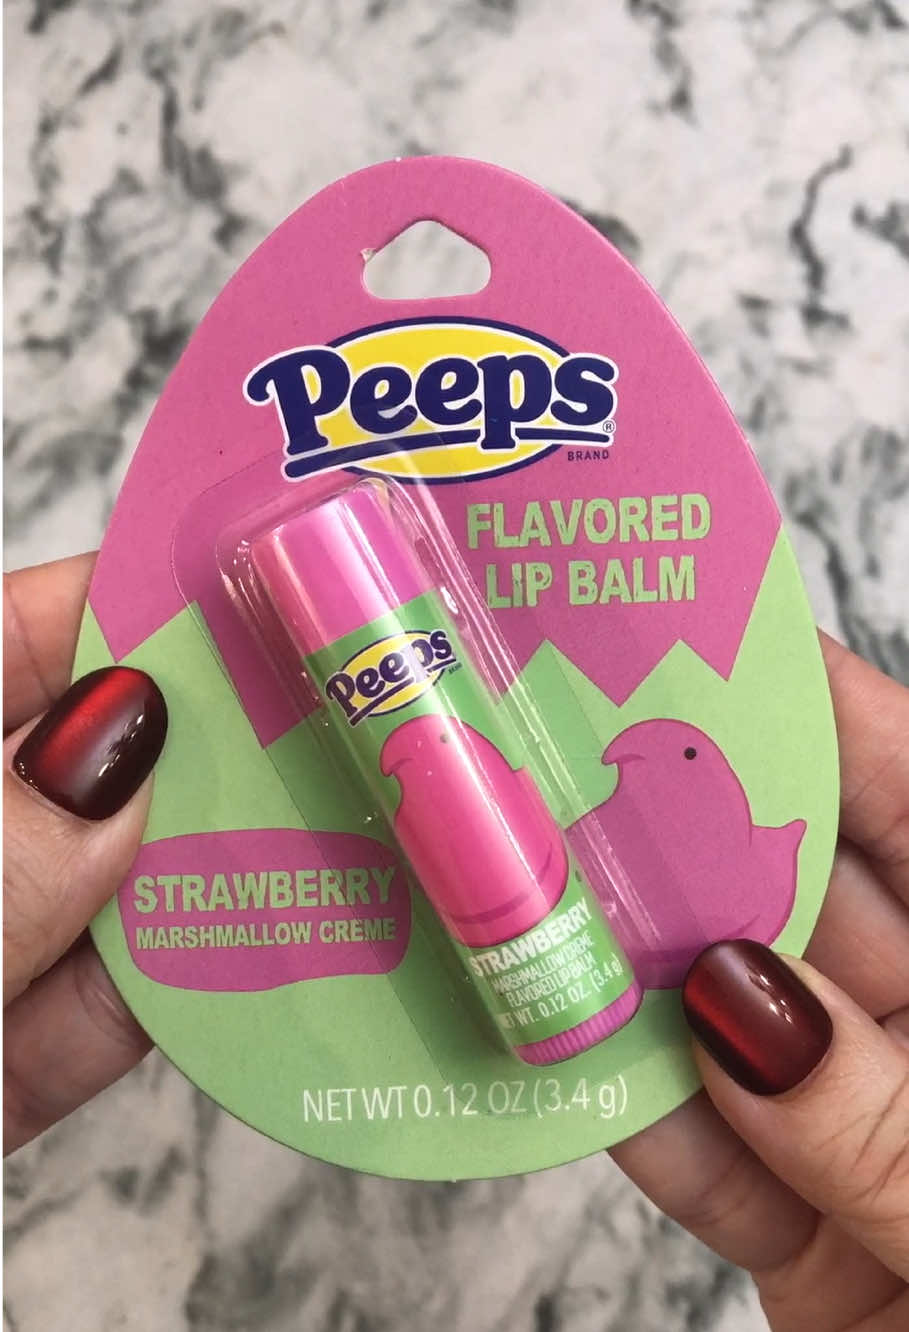 Peeps®
BRAND
FLAVORED
LIP BALM
Peeps
STRAWBERRY
MARSHMALLOW CREME
STRAWBERRY
MARSHMALLOW CREME
FLAVORED LIP BALM
NET WT. 0.12 OZ. (3.4 g)
NET WT 0.12 OZ (3.4 g)